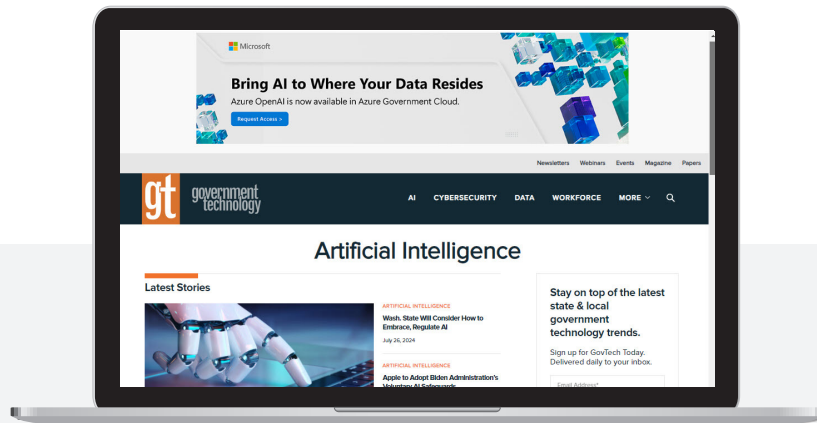 Microsoft
Bring AI to Where Your Data Resides
Azure OpenAI is now available in Azure Government Cloud.
Request Access >
Newsletters Webinars Events Magazine Papers
gt government technology
AI CYBERSECURITY DATA WORKFORCE MORE
Artificial Intelligence
Latest Stories
ARTIFICIAL INTELLIGENCE
Wash. State Will Consider How to
Embrace, Regulate AI
July 26, 2024
ARTIFICIAL INTELLIGENCE
Apple to Adopt Biden Administration's
Voluntary AI Safeguards
Stay on top of the latest
state & local
government
technology trends.
Sign up for GovTech Today.
Delivered daily to your inbox.
Email Address*